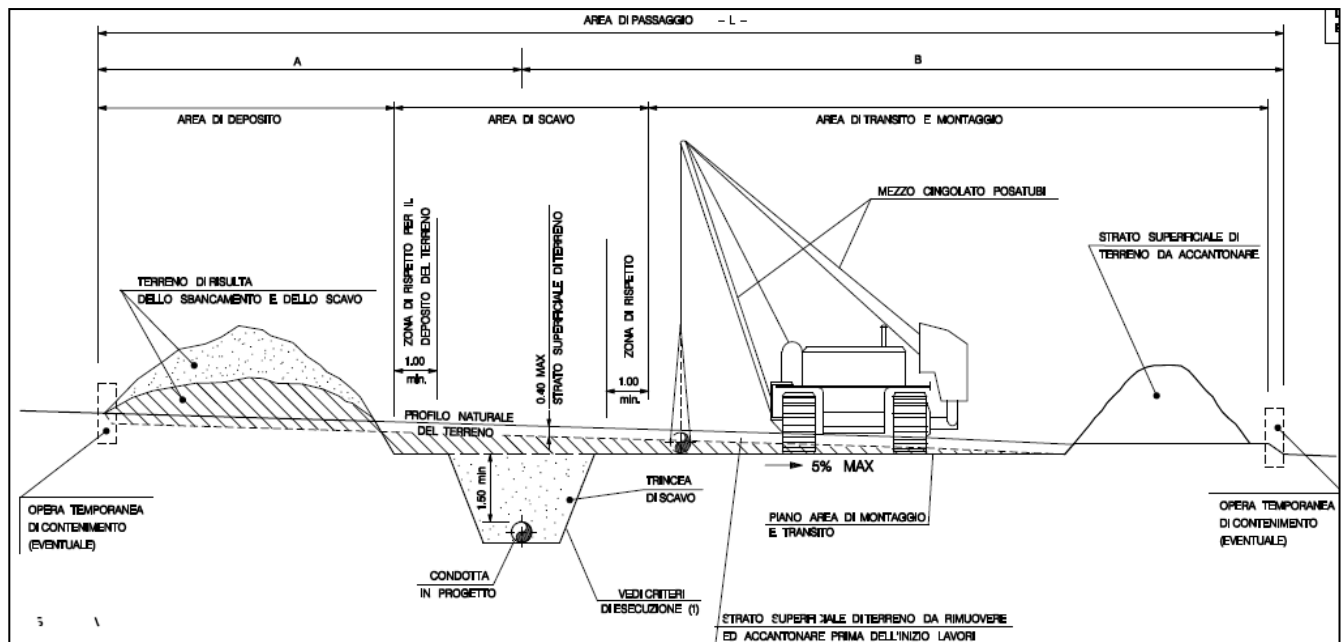 AREA DI PASSAGGIO - L -
A
B
AREA DI DEPOSITO
AREA DI SCAVO
AREA DI TRANSITO E MONTAGGIO
MEZZO CINGOLATO POSATUBI
STRATO SUPERFICIALE DI
TERRENO DA ACCANTONARE
TERRENO DI RISULTA
DELLO SBANCAMENTO E DELLO SCAVO
ZONA DI RISPETTO PER IL
DEPOSITO DEL TERRENO
1.00
min.
0.40 MAX
STRATO SUPERFICIALE DI TERRENO
ZONA DI RISPETTO
1.00
min.
PROFILO NATURALE
DEL TERRENO
1.50 min
5% MAX
TRINCEA
DI SCAVO
OPERA TEMPORANEA
DI CONTENIMENTO
(EVENTUALE)
PIANO AREA DI MONTAGGIO
E TRANSITO
OPERA TEMPORANEA
DI CONTENIMENTO
(EVENTUALE)
CONDOTTA
IN PROGETTO
VEDI CRITERI
DI ESECUZIONE (1)
STRATO SUPERFICIALE DI TERRENO DA RIMUOVERE
ED ACCANTONARE PRIMA DELL'INIZIO LAVORI